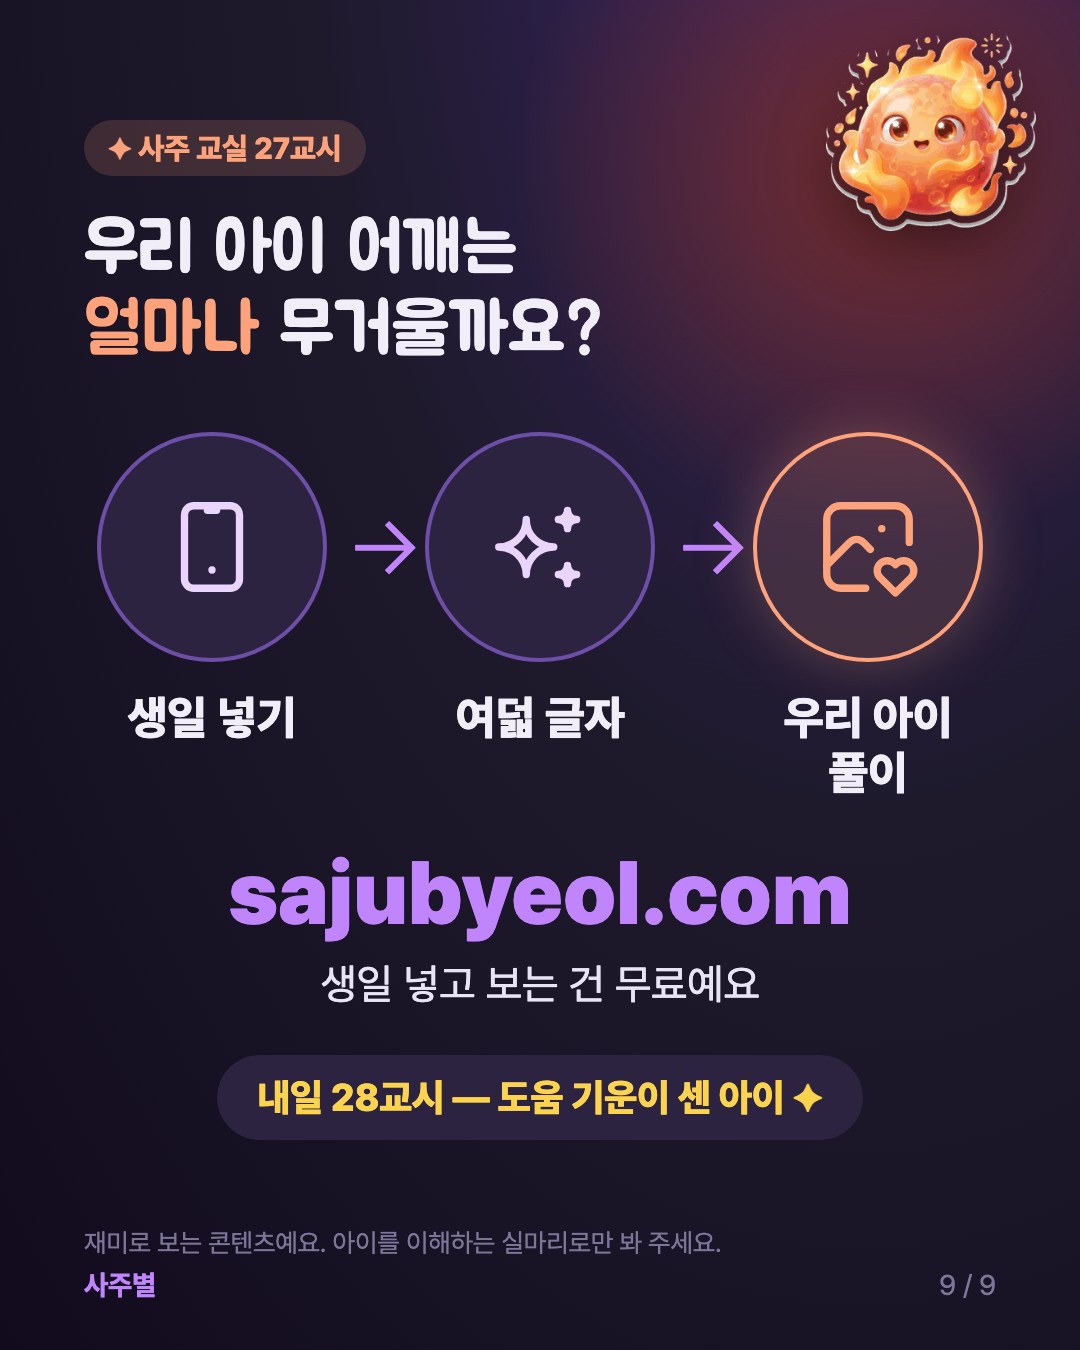 ✦ 사주 교실 27교시
우리 아이 어깨는
얼마나 무거울까요?
생일 넣기
여덟 글자
우리 아이
풀이
sajubyeol.com
생일 넣고 보는 건 무료예요
내일 28교시 — 도움 기운이 센 아이 ✦
재미로 보는 콘텐츠예요. 아이를 이해하는 실마리로만 봐 주세요.
사주별
9 / 9